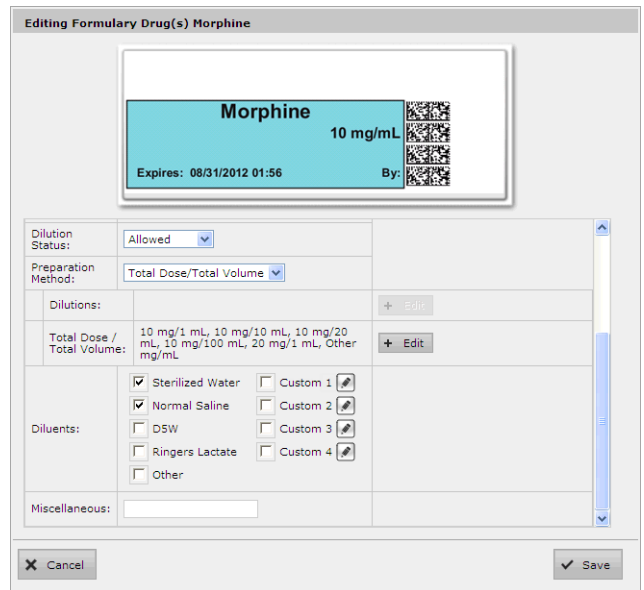 Editing Formulary Drug(s) Morphine
Morphine
10 mg/mL
Expires: 08/31/2012 01:56 By:
Dilution
Status:
Allowed
Preparation
Method:
Total Dose/Total Volume
Dilutions:
+ Edit
Total Dose /
Total Volume:
10 mg/1 mL, 10 mg/10 mL, 10 mg/20
mL, 10 mg/100 mL, 20 mg/1 mL, Other
mg/mL
+ Edit
Diluents:
Sterilized Water Custom 1
Normal Saline Custom 2
D5W Custom 3
Ringers Lactate Custom 4
Other
Miscellaneous:
Cancel Save